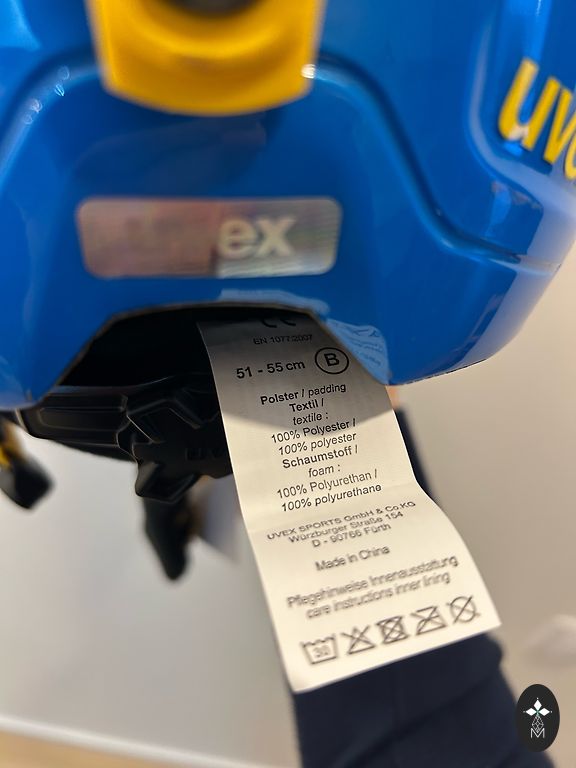 uvex
uvex
EN 1077:2007
51 - 55 cm B
Polster / padding
Textil /
textile :
100% Polyester /
100% polyester
Schaumstoff /
foam :
100% Polyurethan /
100% polyurethane
UVEX SPORTS GmbH & Co.KG
Würzburger Straße 154
D - 90766 Fürth
Made in China
Pflegehinweise Innenausstattung
care instructions inner lining
30